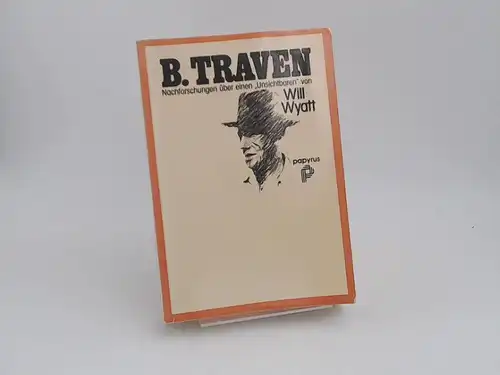 B.TRAVEN
Nachforschungen über einen „Unsichtbaren" von
Will
Wyatt
papyrus